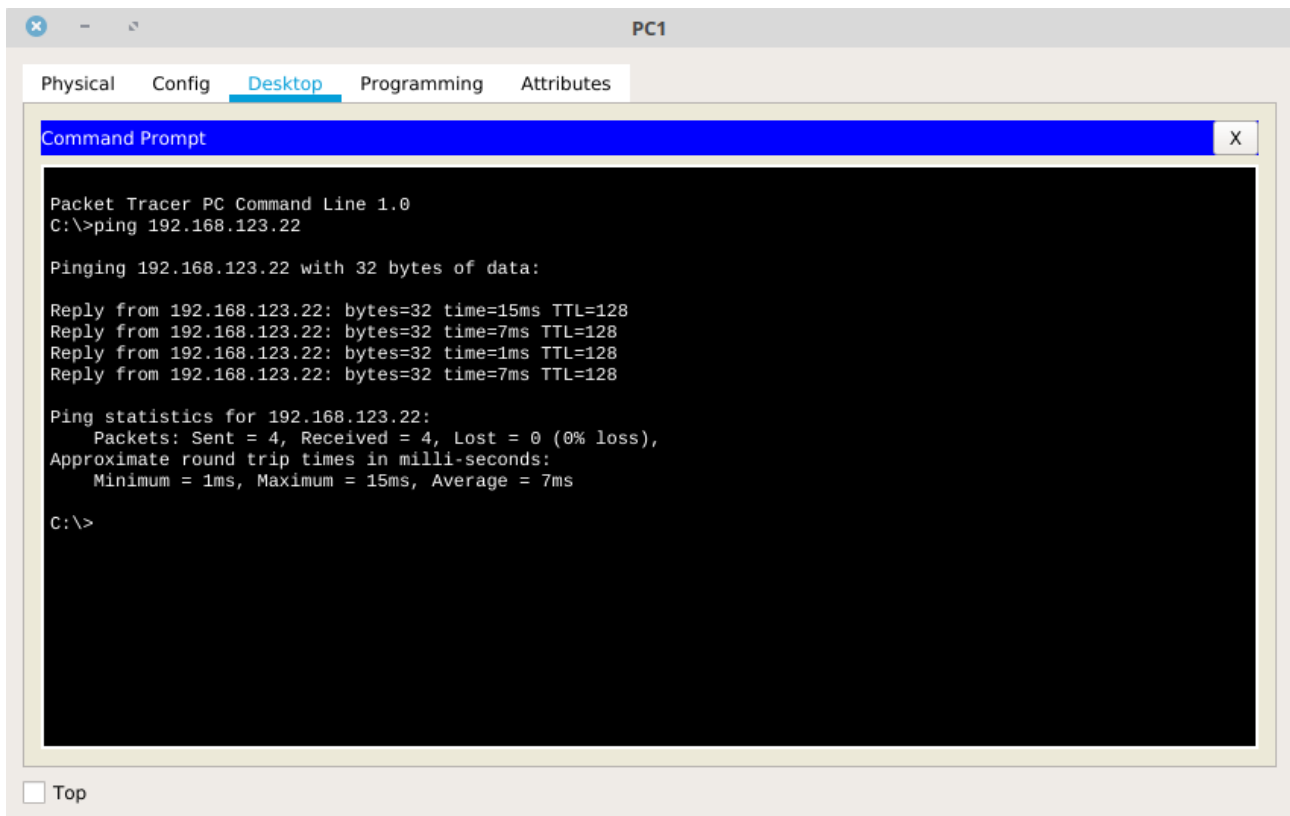 PC1
Physical Config Desktop Programming Attributes
Command Prompt X
Packet Tracer PC Command Line 1.0
C:\>ping 192.168.123.22
Pinging 192.168.123.22 with 32 bytes of data:
Reply from 192.168.123.22: bytes=32 time=15ms TTL=128
Reply from 192.168.123.22: bytes=32 time=7ms TTL=128
Reply from 192.168.123.22: bytes=32 time=1ms TTL=128
Reply from 192.168.123.22: bytes=32 time=7ms TTL=128
Ping statistics for 192.168.123.22:
Packets: Sent = 4, Received = 4, Lost = 0 (0% loss),
Approximate round trip times in milli-seconds:
Minimum = 1ms, Maximum = 15ms, Average = 7ms
C:\>
Top